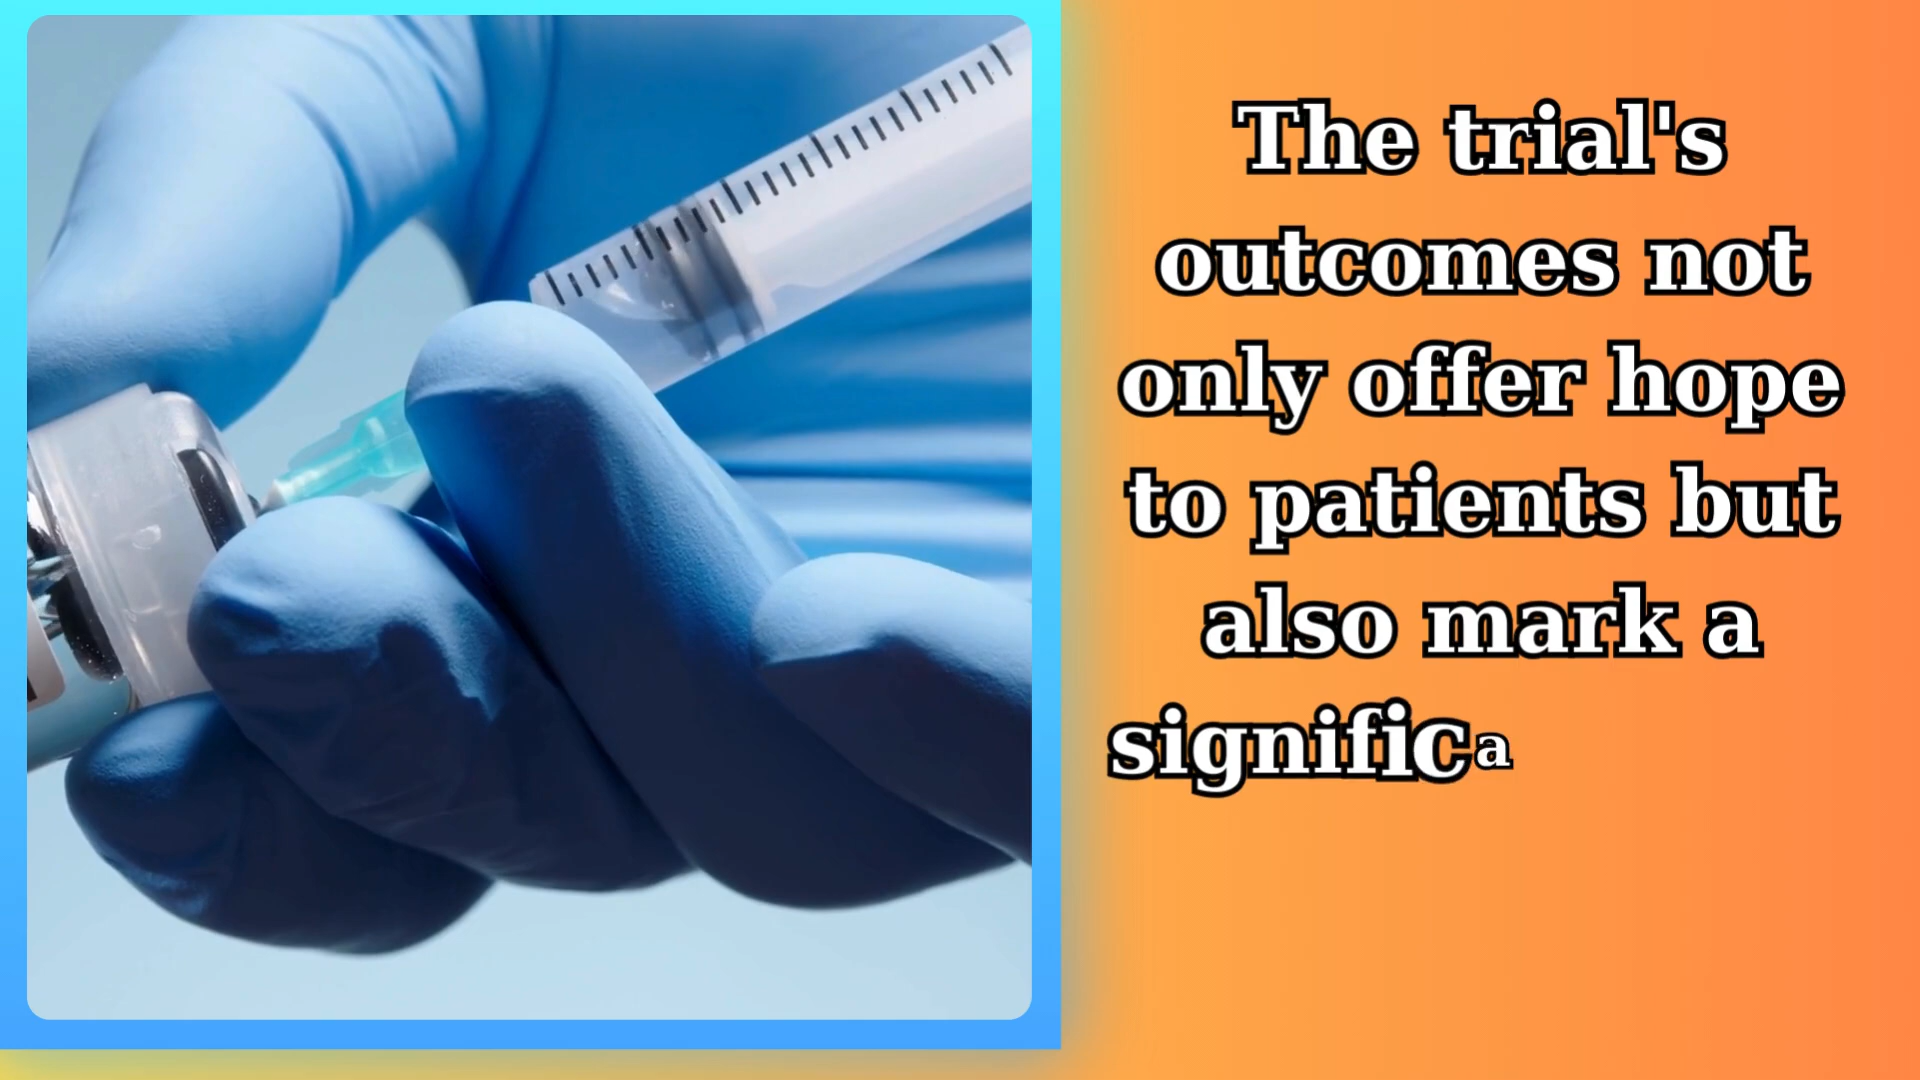 The trial's
outcomes not
only offer hope
to patients but
also mark a
significa